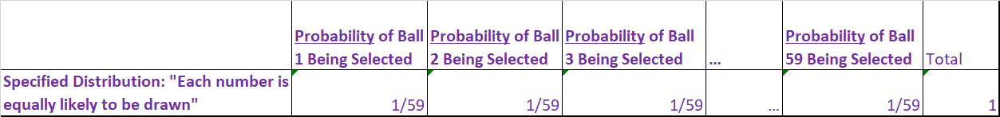 Probability of Ball
1 Being Selected
Probability of Ball
2 Being Selected
Probability of Ball
3 Being Selected
...
Probability of Ball
59 Being Selected
Total
Specified Distribution: "Each number is
equally likely to be drawn"
1/59
1/59
1/59
...
1/59
1